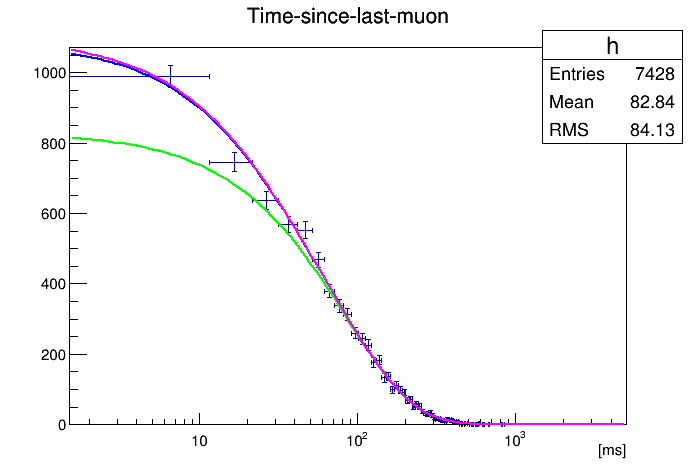 Time-since-last-muon
h
Entries 7428
Mean 82.84
RMS 84.13
1000
800
600
400
200
0
10
10²
10³
[ms]